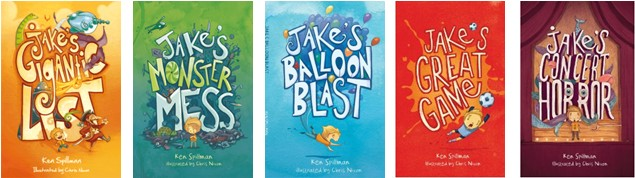 JAKE'S
GIGANTIC
LIST
Ken Spillman
Illustrated by Chris Nixon
JAKE'S
MONSTER
MESS
Ken Spillman
Illustrated by Chris Nixon
JAKE'S
BALLOON
BLAST
Ken Spillman
Illustrated by Chris Nixon
JAKE'S
GREAT
GAME
Ken Spillman
Illustrated by Chris Nixon
JAKE'S
CONCERT
HORROR
Ken Spillman
Illustrated by Chris Nixon